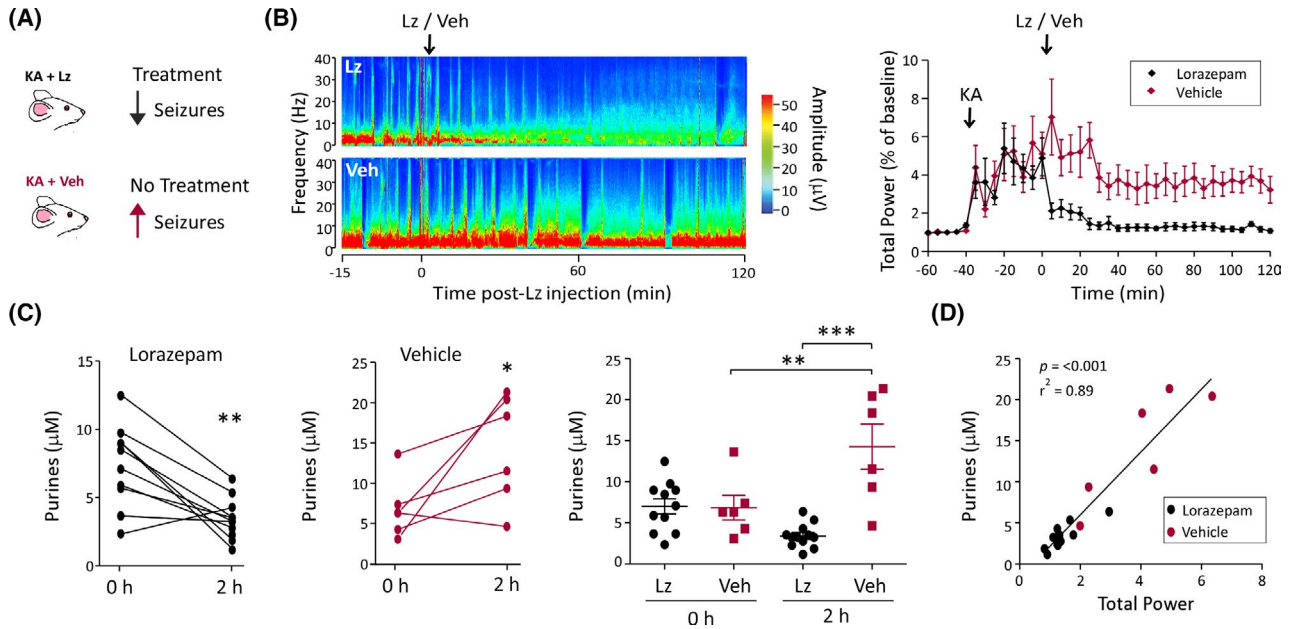 (A)
KA + Lz
Treatment
Seizures
KA + Veh
No Treatment
Seizures
(B)
Lz / Veh
Lz
Veh
Frequency (Hz)
40
30
20
10
0
40
30
20
10
0
-15
0
60
120
Time post-Lz injection (min)
Amplitude (μV)
50
40
30
20
10
0
Lz / Veh
KA
Lorazepam
Vehicle
Total Power (% of baseline)
10
8
6
4
2
0
-60
-40
-20
0
20
40
60
80
100
120
Time (min)
(C)
Lorazepam
**
Purines (μM)
15
10
5
0
0 h
2 h
Vehicle
*
Purines (μM)
25
20
15
10
5
0
0 h
2 h
***
**
Purines (μM)
25
20
15
10
5
0
Lz
Veh
Lz
Veh
0 h
2 h
(D)
p = <0.001
r² = 0.89
Purines (μM)
25
20
15
10
5
0
Lorazepam
Vehicle
0
2
4
6
8
Total Power